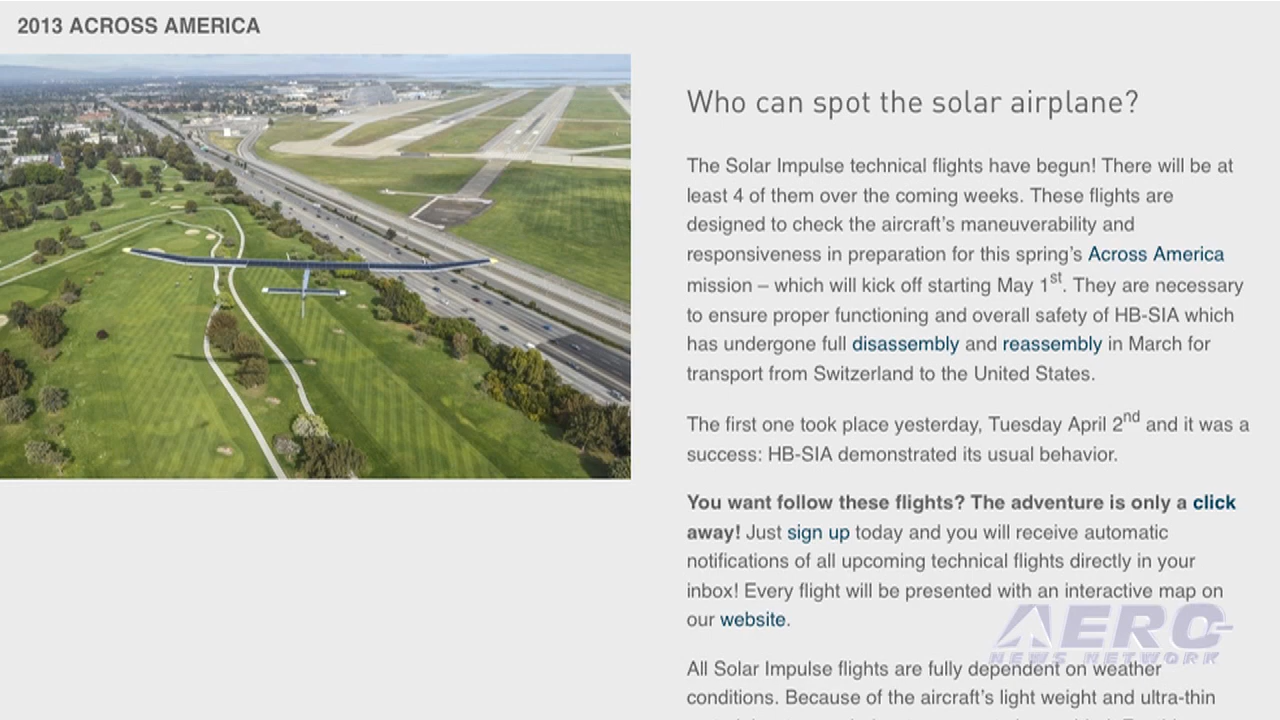 2013 ACROSS AMERICA
Who can spot the solar airplane?
The Solar Impulse technical flights have begun! There will be at
least 4 of them over the coming weeks. These flights are
designed to check the aircraft's maneuverability and
responsiveness in preparation for this spring's Across America
mission – which will kick off starting May 1st. They are necessary
to ensure proper functioning and overall safety of HB-SIA which
has undergone full disassembly and reassembly in March for
transport from Switzerland to the United States.
The first one took place yesterday, Tuesday April 2nd and it was a
success: HB-SIA demonstrated its usual behavior.
You want follow these flights? The adventure is only a click
away! Just sign up today and you will receive automatic
notifications of all upcoming technical flights directly in your
inbox! Every flight will be presented with an interactive map on
our website.
AERO
NEWS NETWORK
All Solar Impulse flights are fully dependent on weather
conditions. Because of the aircraft's light weight and ultra-thin